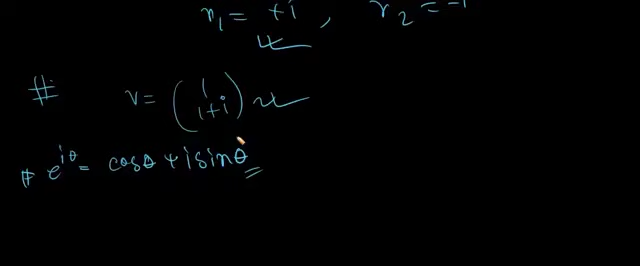 r₁ = +i , r₂ = -i
# v = (1 1+i)
# e^{iθ} = cosθ + i sinθ